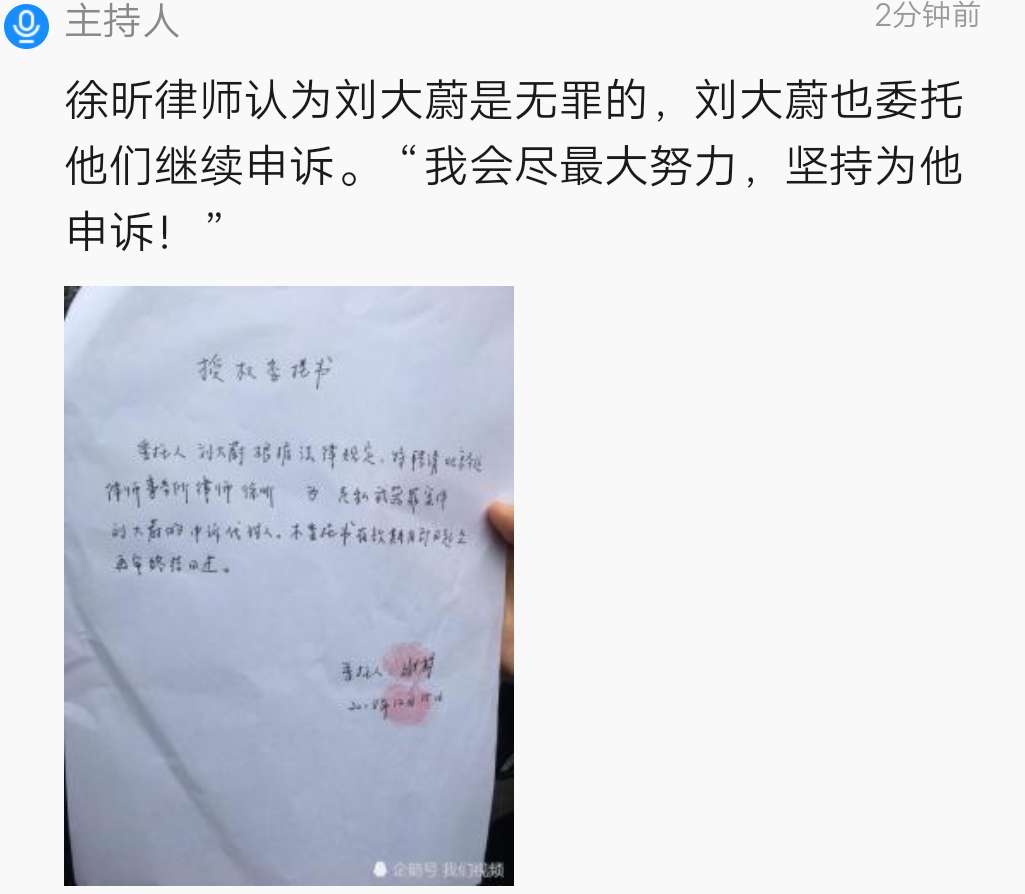 主持人
2分钟前
徐昕律师认为刘大蔚是无罪的，刘大蔚也委托
他们继续申诉。“我会尽最大努力，坚持为他
申诉！”
授权委托书
委托人 刘大蔚 根据法律规定，特聘请北京
律师事务所律师 徐昕 为 走私武器罪案件
刘大蔚的申诉代理人。本委托书有效期自即日起至
终结日止。
委托人 刘大蔚
2018年12月25日
企鹅号 我们视频